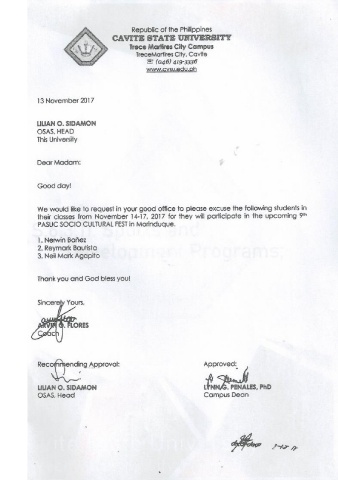 Republic of the Philippines
CAVITE STATE UNIVERSITY
Trece Martires City Campus
TreceMartires City, Cavite
☏ (046) 419-3336
www.cvsu.edu.ph
13 November 2017
LILIAN O. SIDAMON
OSAS, HEAD
This University
Dear Madam:
Good day!
We would like to request in your good office to please excuse the following students in
their classes from November 14-17, 2017 for they will participate in the upcoming 9th
PASUC SOCIO CULTURAL FEST in Marinduque.
1. Nerwin Bañez
2. Reymark Bautista
3. Neil Mark Agapito
Thank you and God bless you!
Sincerely Yours,
ARVIN G. FLORES
Coach
Recommending Approval:
LILIAN O. SIDAMON
OSAS, Head
Approved:
LYNN G. PENALES, PhD
Campus Dean